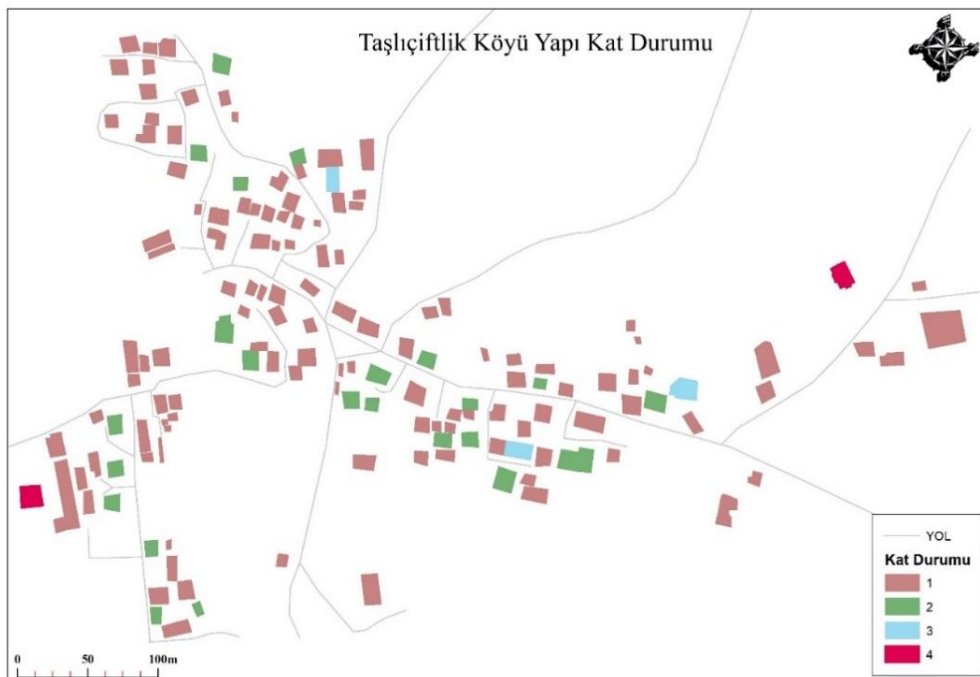 Taşlıçiftlik Köyü Yapı Kat Durumu
YOL
Kat Durumu
1
2
3
4
0 50 100m